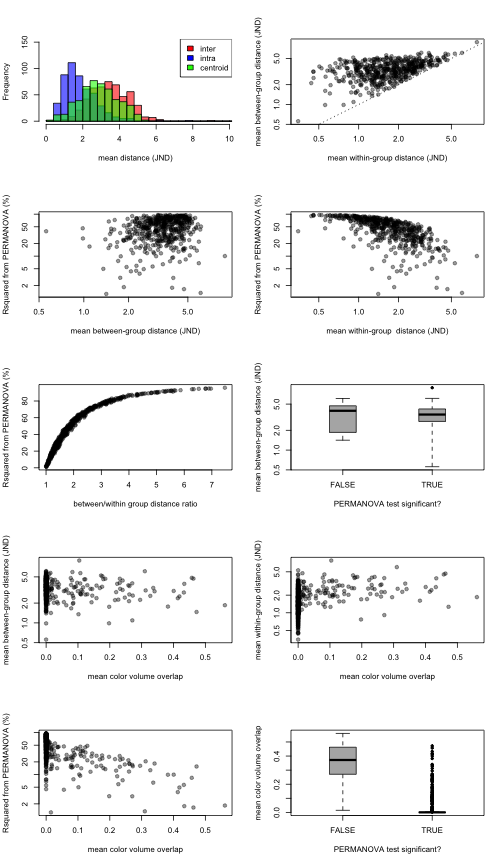 inter
intra
centroid
Frequency
0 50 100 150
0 2 4 6 8 10
mean distance (JND)
mean between-group distance (JND)
0.5 1.0 2.0 5.0
0.5 1.0 2.0 5.0
mean within-group distance (JND)
Rsquared from PERMANOVA (%)
2 5 10 20 50
0.5 1.0 2.0 5.0
mean between-group distance (JND)
Rsquared from PERMANOVA (%)
2 5 10 20 50
0.5 1.0 2.0 5.0
mean within-group distance (JND)
Rsquared from PERMANOVA (%)
0 20 40 60 80
1 2 3 4 5 6 7
between/within group distance ratio
mean between-group distance (JND)
0.5 1.0 2.0 5.0
FALSE TRUE
PERMANOVA test significant?
mean between-group distance (JND)
0.5 1.0 2.0 5.0
0.0 0.1 0.2 0.3 0.4 0.5
mean color volume overlap
mean within-group distance (JND)
0.5 1.0 2.0 5.0
0.0 0.1 0.2 0.3 0.4 0.5
mean color volume overlap
Rsquared from PERMANOVA (%)
2 5 10 20 50
0.0 0.1 0.2 0.3 0.4 0.5
mean color volume overlap
mean color volume overlap
0.0 0.2 0.4
FALSE TRUE
PERMANOVA test significant?